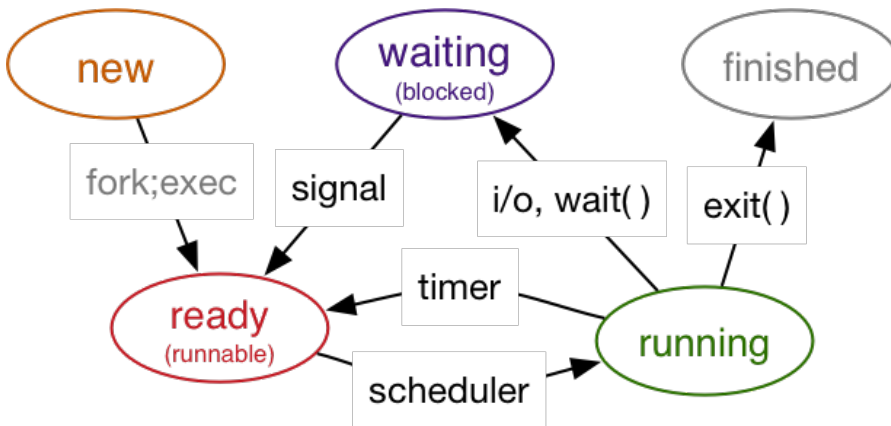 new
waiting
(blocked)
finished
fork;exec
signal
i/o, wait( )
exit( )
timer
ready
(runnable)
running
scheduler